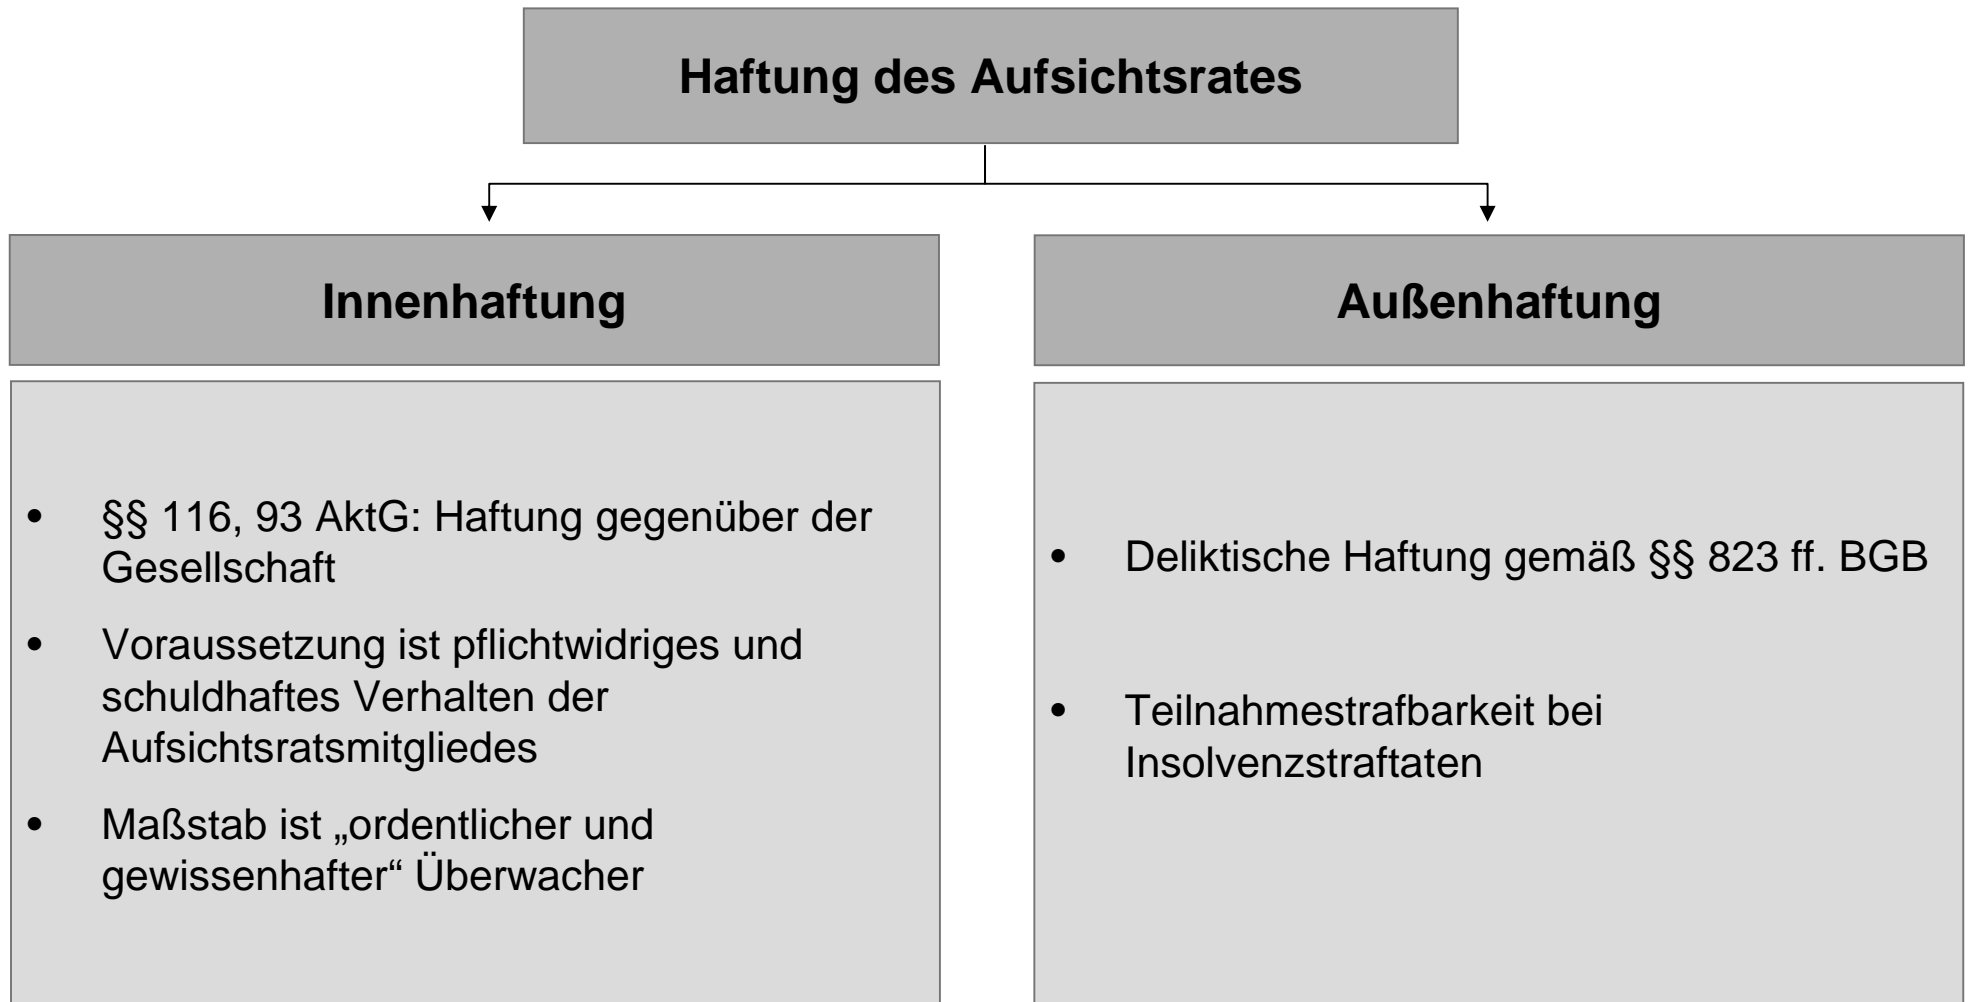 Haftung des Aufsichtsrates
Innenhaftung
• §§ 116, 93 AktG: Haftung gegenüber der
Gesellschaft
• Voraussetzung ist pflichtwidriges und
schuldhaftes Verhalten der
Aufsichtsratsmitgliedes
• Maßstab ist „ordentlicher und
gewissenhafter“ Überwacher
Außenhaftung
• Deliktische Haftung gemäß §§ 823 ff. BGB
• Teilnahmestrafbarkeit bei
Insolvenzstraftaten